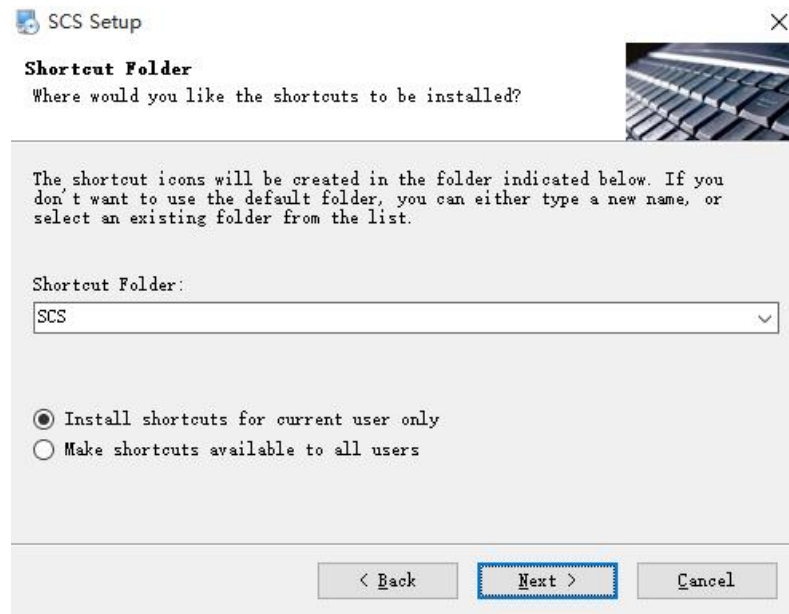 SCS Setup
Shortcut Folder
Where would you like the shortcuts to be installed?
The shortcut icons will be created in the folder indicated below. If you
don't want to use the default folder, you can either type a new name, or
select an existing folder from the list.
Shortcut Folder:
SCS
Install shortcuts for current user only
Make shortcuts available to all users
< Back
Next >
Cancel